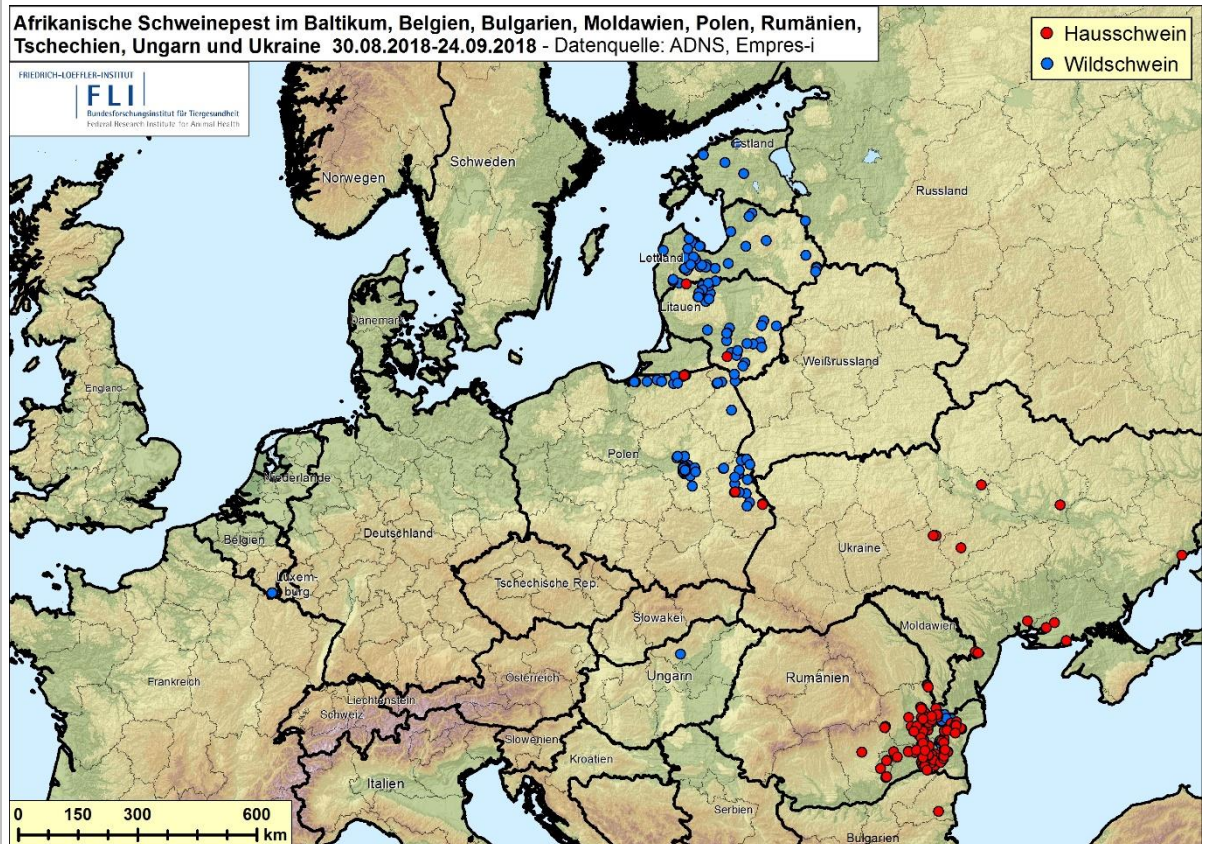 Afrikanische Schweinepest im Baltikum, Belgien, Bulgarien, Moldawien, Polen, Rumänien,
Tschechien, Ungarn und Ukraine 30.08.2018-24.09.2018 - Datenquelle: ADNS, Empres-i
Hausschwein
Wildschwein
FRIEDRICH-LOEFFLER-INSTITUT
FLI
Bundesforschungsinstitut für Tiergesundheit
Federal Research Institute for Animal Health
Estland
Schweden
Norwegen
Russland
Lettland
Litauen
Dänemark
Weißrussland
England
Polen
Niederlande
Deutschland
Belgien
Ukraine
Tschechische Rep.
Luxem-
burg
Slowakei
Moldawien
Ungarn
Rumänien
Frankreich
Österreich
Liechtenstein
Schweiz
Slowenien
Kroatien
Italien
Serbien
Bulgarien
0 150 300 600
km